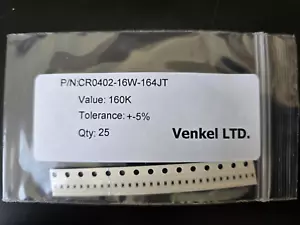 P/N:CR0402-16W-164JT
Value: 160K
Tolerance: +-5%
Qty: 25
Venkel LTD.